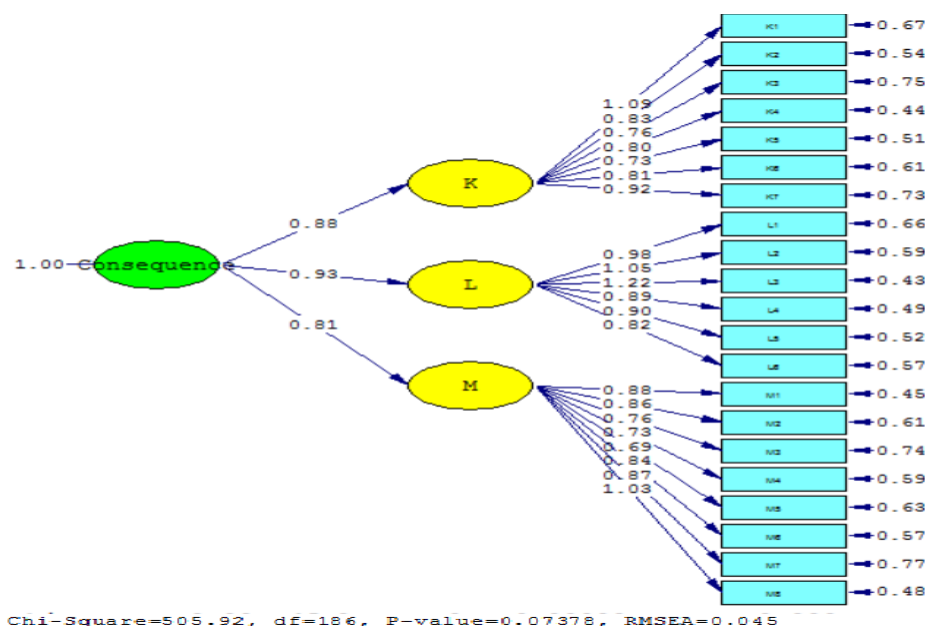 K1 0.67
K2 0.54
K3 0.75
K4 0.44
K5 0.51
K6 0.61
K7 0.73
L1 0.66
L2 0.59
L3 0.43
L4 0.49
L5 0.52
L6 0.57
M1 0.45
M2 0.61
M3 0.74
M4 0.59
M5 0.63
M6 0.57
M7 0.77
M8 0.48
1.09
0.83
0.76
0.80
0.73
0.81
0.92
K
0.88
0.98
1.05
1.22
0.89
0.90
0.82
1.00 Consequence
0.93
L
0.81
M
0.88
0.86
0.76
0.73
0.69
0.84
0.87
1.03
Chi-Square=505.92, df=186, P-value=0.07378, RMSEA=0.045